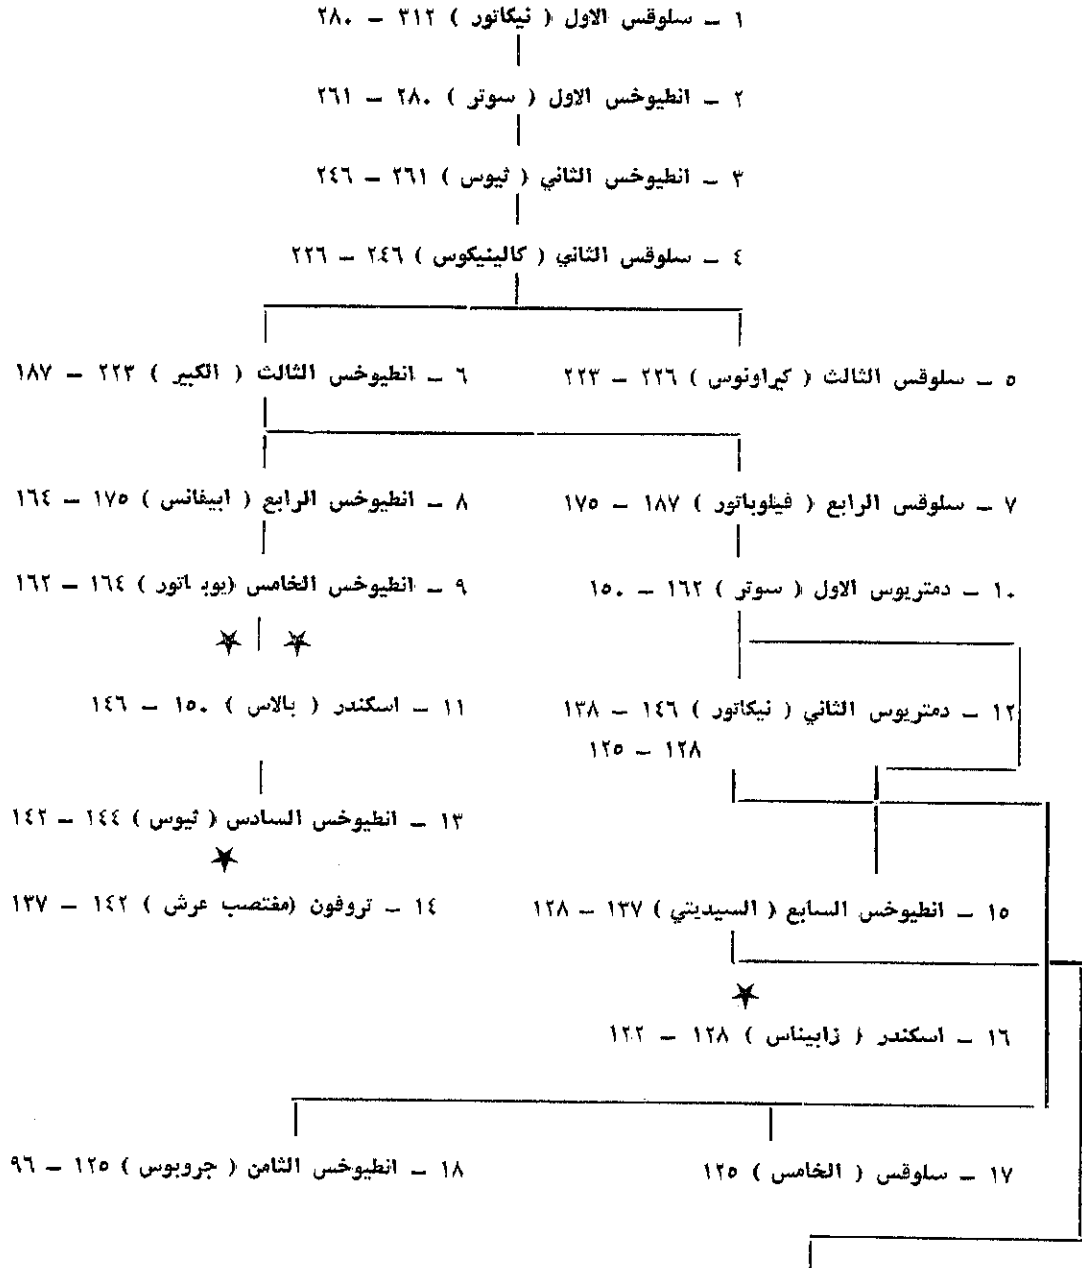 ١ ـ سلوقس الاول ( نيكاتور ) ٣١٢ ـ ٢٨٠
٢ ـ انطيوخس الاول ( سوتر ) ٢٨٠ ـ ٢٦١
٣ ـ انطيوخس الثاني ( ثيوس ) ٢٦١ ـ ٢٤٦
٤ ـ سلوقس الثاني ( كالينيكوس ) ٢٤٦ ـ ٢٢٦
٥ ـ سلوقس الثالث ( كيراونوس ) ٢٢٦ ـ ٢٢٣
٦ ـ انطيوخس الثالث ( الكبير ) ٢٢٣ ـ ١٨٧
٧ ـ سلوقس الرابع ( فيلوباتور ) ١٨٧ ـ ١٧٥
٨ ـ انطيوخس الرابع ( ابيفانس ) ١٧٥ ـ ١٦٤
١٠ ـ دمتريوس الاول ( سوتر ) ١٦٢ ـ ١٥٠
٩ ـ انطيوخس الخامس (يوباتور ) ١٦٤ ـ ١٦٢
١٢ ـ دمتريوس الثاني ( نيكاتور ) ١٤٦ ـ ١٣٨
١٢٨ ـ ١٢٥
١١ ـ اسكندر ( بالاس ) ١٥٠ ـ ١٤٦
١٣ ـ انطيوخس السادس ( ثيوس ) ١٤٤ ـ ١٤٢
١٥ ـ انطيوخس السابع ( السيديتي ) ١٣٧ ـ ١٢٨
١٤ ـ تروفون (مغتصب عرش ) ١٤٢ ـ ١٣٧
١٦ ـ اسكندر ( زابيناس ) ١٢٨ ـ ١٢٢
١٧ ـ سلوقس ( الخامس ) ١٢٥
١٨ ـ انطيوخس الثامن ( جروبوس ) ١٢٥ ـ ٩٦